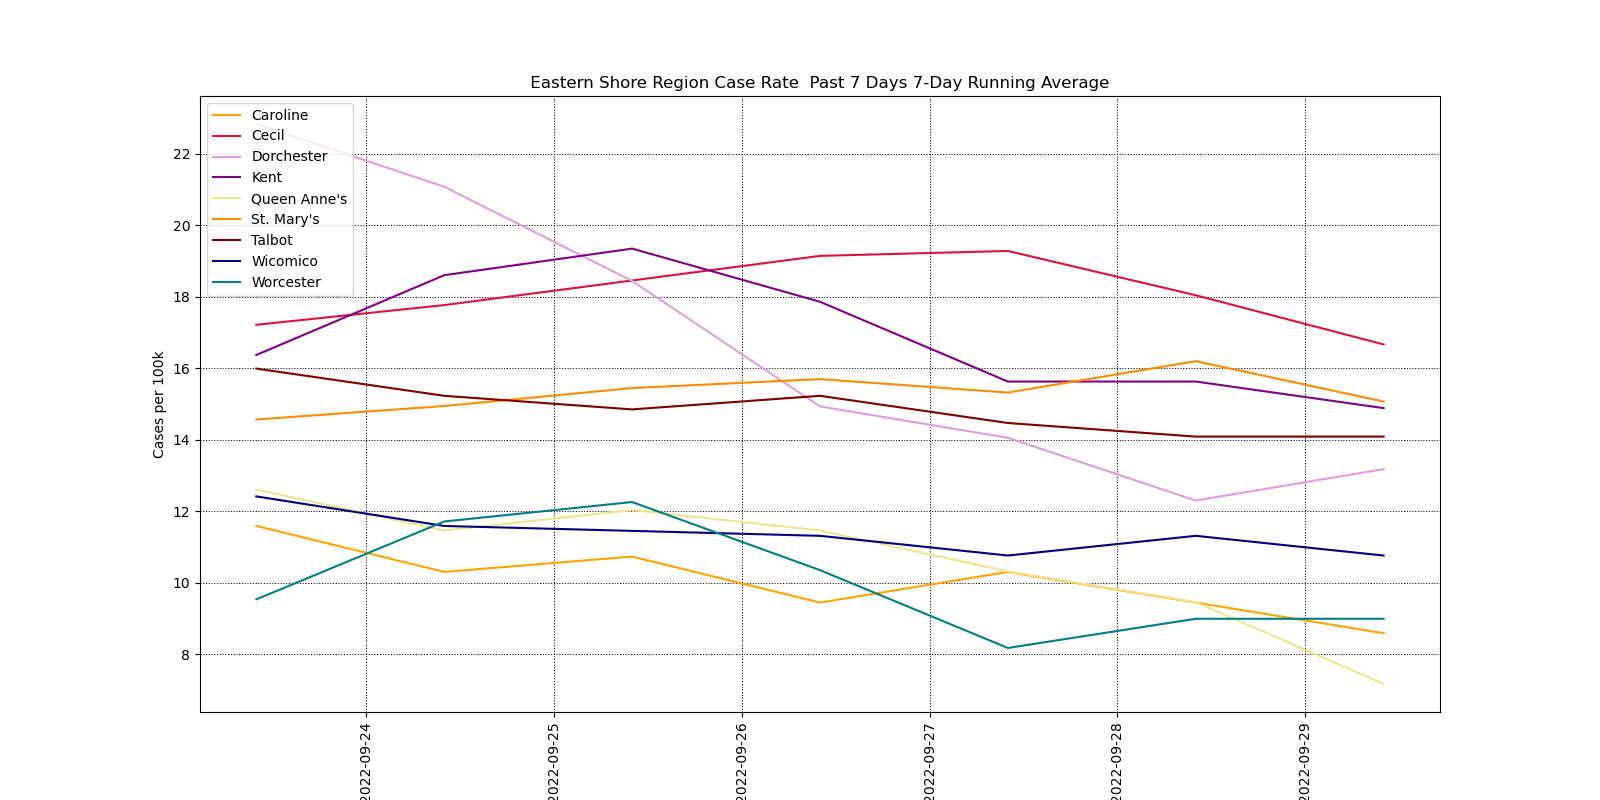 Eastern Shore Region Case Rate  Past 7 Days 7-Day Running Average
Caroline
Cecil
Dorchester
Kent
Queen Anne's
St. Mary's
Talbot
Wicomico
Worcester
Cases per 100k
22
20
18
16
14
12
10
8
2022-09-24
2022-09-25
2022-09-26
2022-09-27
2022-09-28
2022-09-29